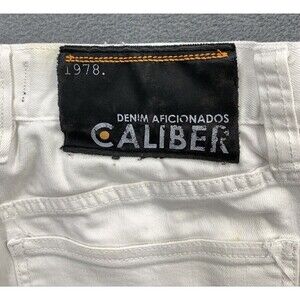 1978.
DENIM AFICIONADOS
CALIBER